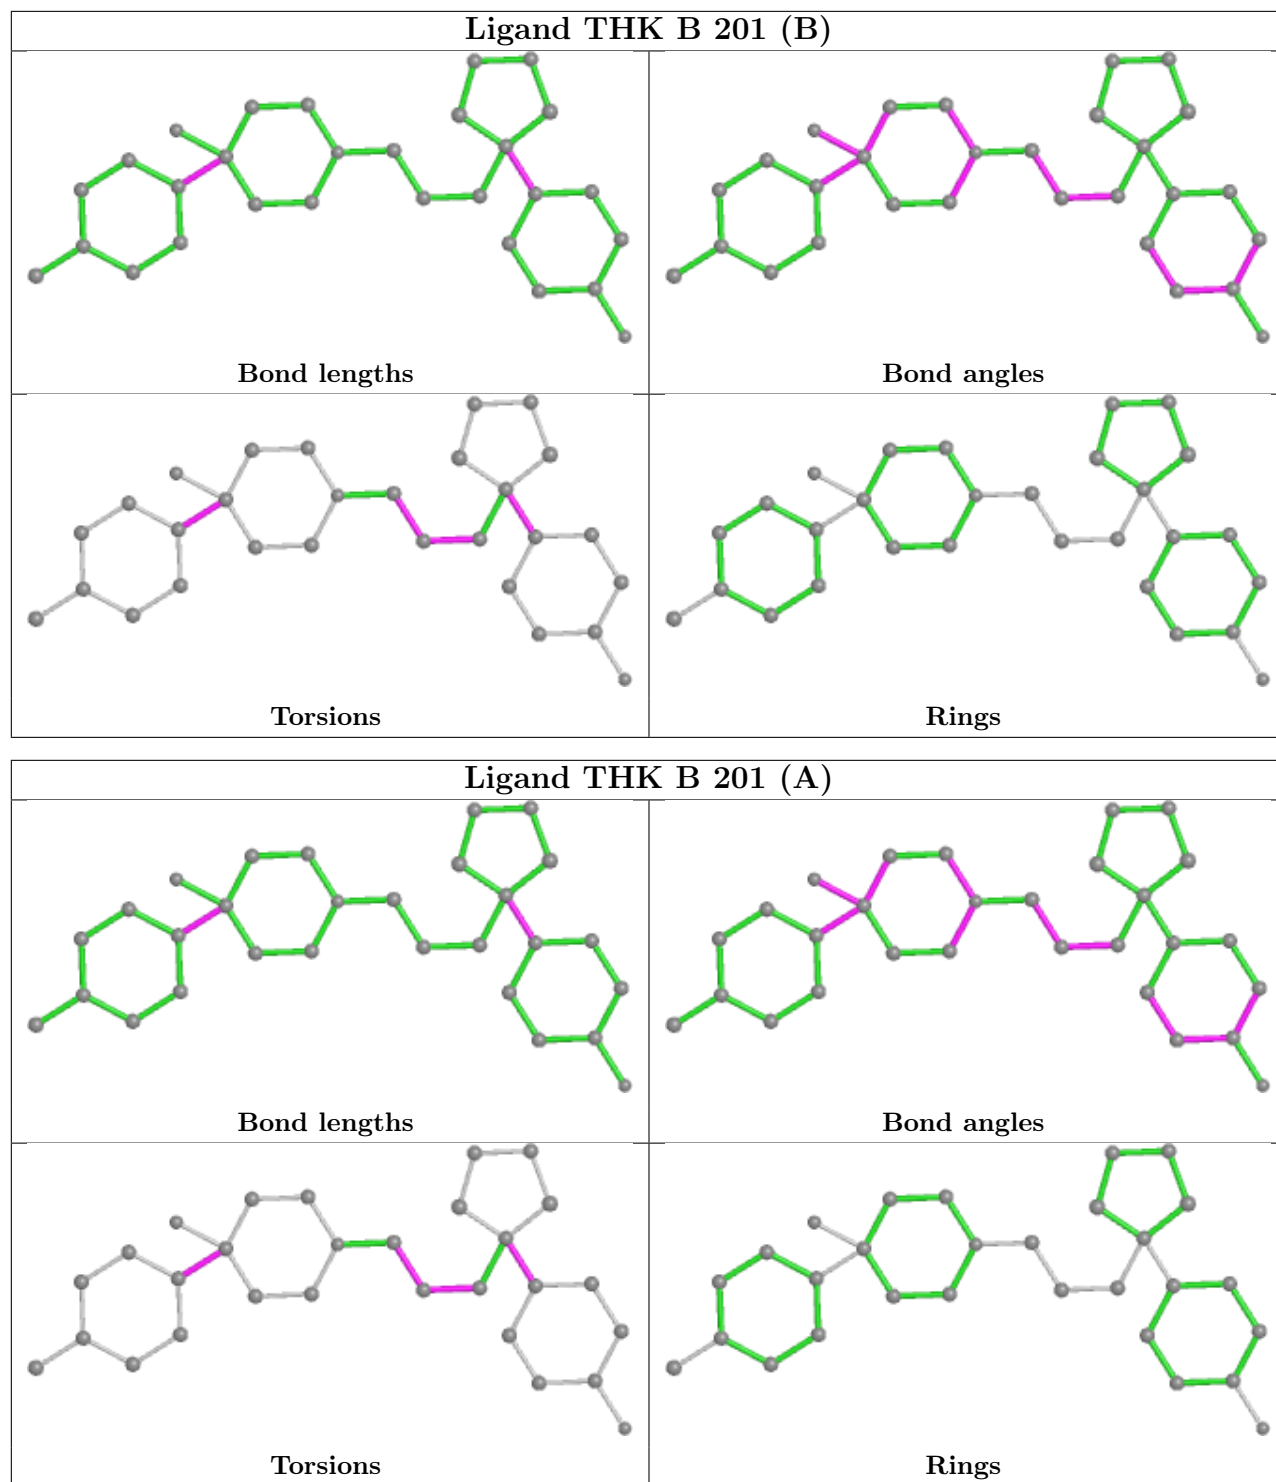 Ligand THK B 201 (B)
Bond lengths
Bond angles
Torsions
Rings
Ligand THK B 201 (A)
Bond lengths
Bond angles
Torsions
Rings